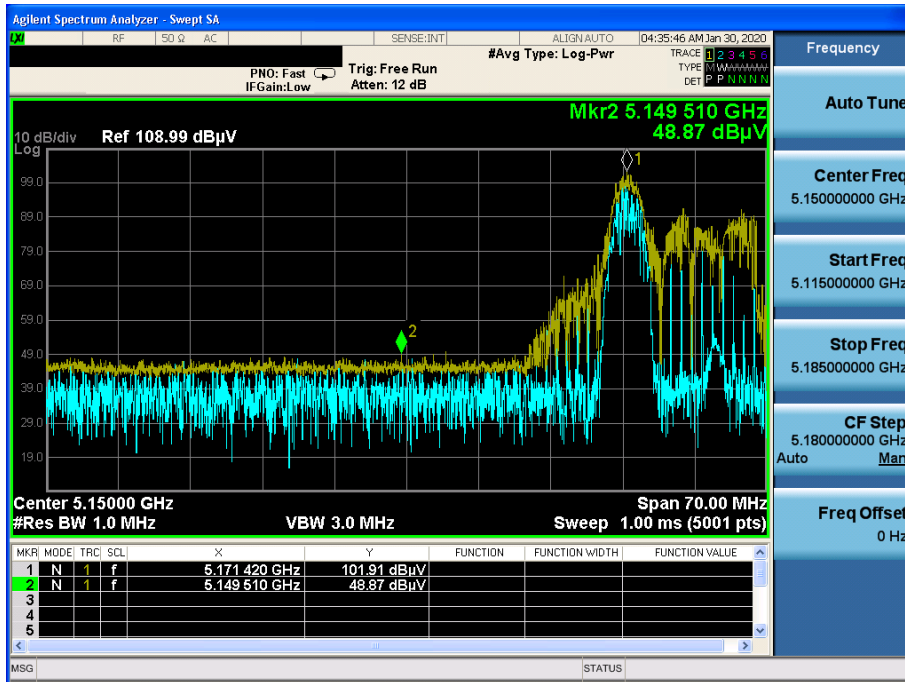 Agilent Spectrum Analyzer - Swept SA
LXI RF 50 Ω AC SENSE:INT ALIGN AUTO 04:35:46 AM Jan 30, 2020
#Avg Type: Log-Pwr
TRACE 1 2 3 4 5 6
TYPE M W W W W W
DET P P N N N N
PNO: Fast
IFGain:Low
Trig: Free Run
Atten: 12 dB
Mkr2 5.149 510 GHz
48.87 dBµV
10 dB/div Ref 108.99 dBµV
Log
99.0
89.0
79.0
69.0
59.0
49.0
39.0
29.0
19.0
1
2
Center 5.15000 GHz Span 70.00 MHz
#Res BW 1.0 MHz VBW 3.0 MHz Sweep 1.00 ms (5001 pts)
MKR MODE TRC SCL X Y FUNCTION FUNCTION WIDTH FUNCTION VALUE
1 N 1 f 5.171 420 GHz 101.91 dBµV
2 N 1 f 5.149 510 GHz 48.87 dBµV
3
4
5
MSG STATUS
Frequency
Auto Tune
Center Freq
5.150000000 GHz
Start Freq
5.115000000 GHz
Stop Freq
5.185000000 GHz
CF Step
5.180000000 GHz
Auto Man
Freq Offset
0 Hz